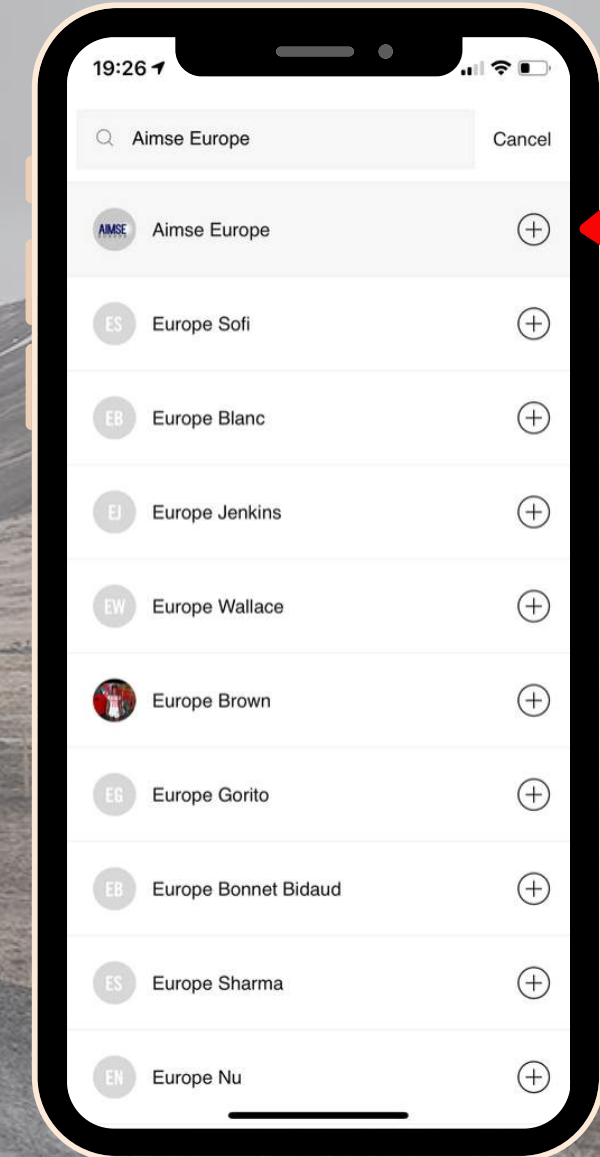 19:26
Aimse Europe
Cancel
AIMSE
EUROPE
Aimse Europe
ES
Europe Sofi
EB
Europe Blanc
EJ
Europe Jenkins
EW
Europe Wallace
Europe Brown
EG
Europe Gorito
EB
Europe Bonnet Bidaud
ES
Europe Sharma
EN
Europe Nu